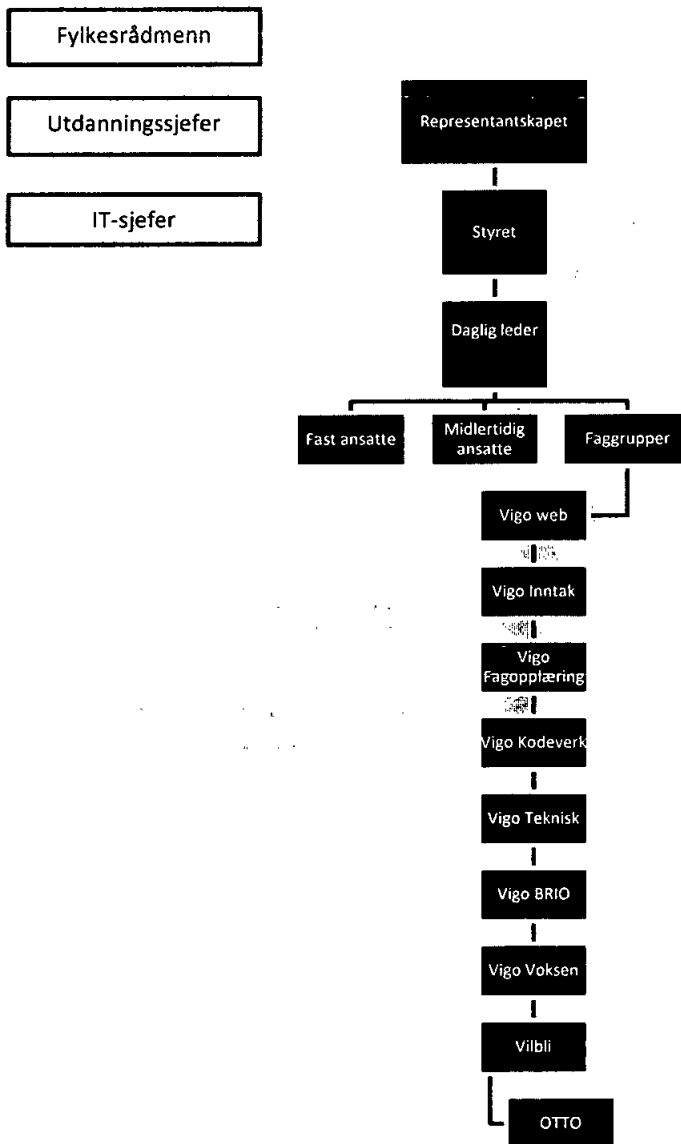 Fylkesrådmenn
Utdanningssjefer
IT-sjefer
Representantskapet
Styret
Daglig leder
Fast ansatte
Midlertidig
ansatte
Faggrupper
Vigo web
Vigo Inntak
Vigo
Fagopplæring
Vigo Kodeverk
Vigo Teknisk
Vigo BRIO
Vigo Voksen
Vilbli
OTTO